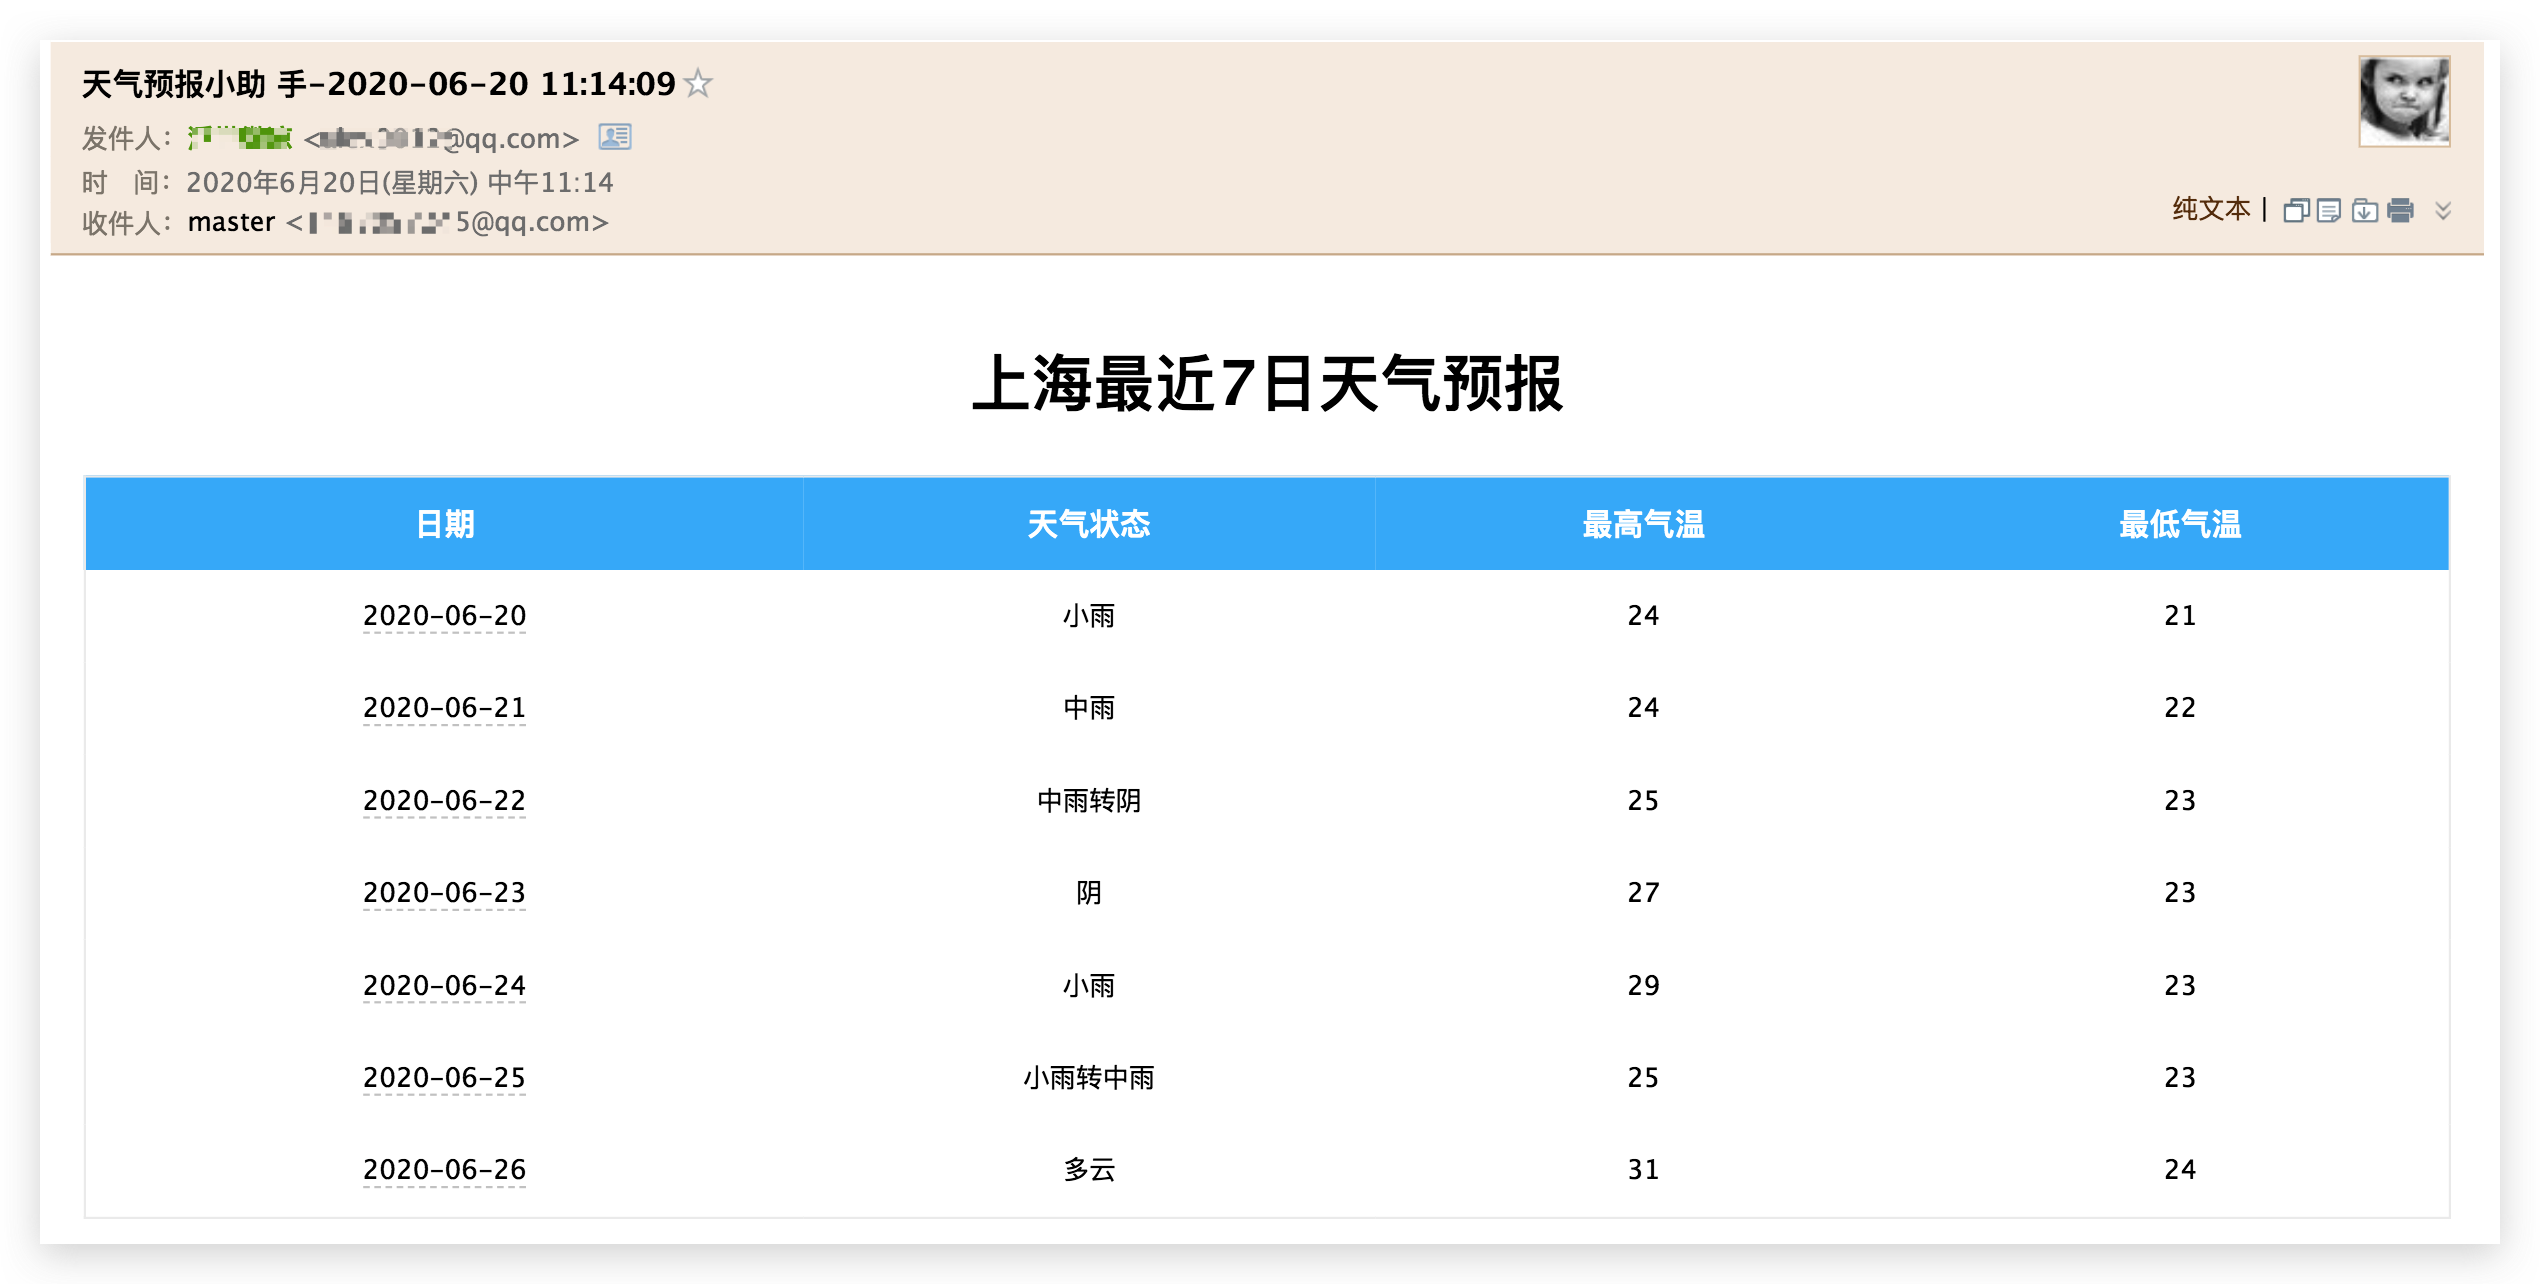 天气预报小助 手-2020-06-20 11:14:09
发件人： @qq.com>
时 间：2020年6月20日(星期六) 中午11:14
收件人：master < 5@qq.com>
纯文本 |
上海最近7日天气预报
日期 天气状态 最高气温 最低气温
2020-06-20 小雨 24 21
2020-06-21 中雨 24 22
2020-06-22 中雨转阴 25 23
2020-06-23 阴 27 23
2020-06-24 小雨 29 23
2020-06-25 小雨转中雨 25 23
2020-06-26 多云 31 24